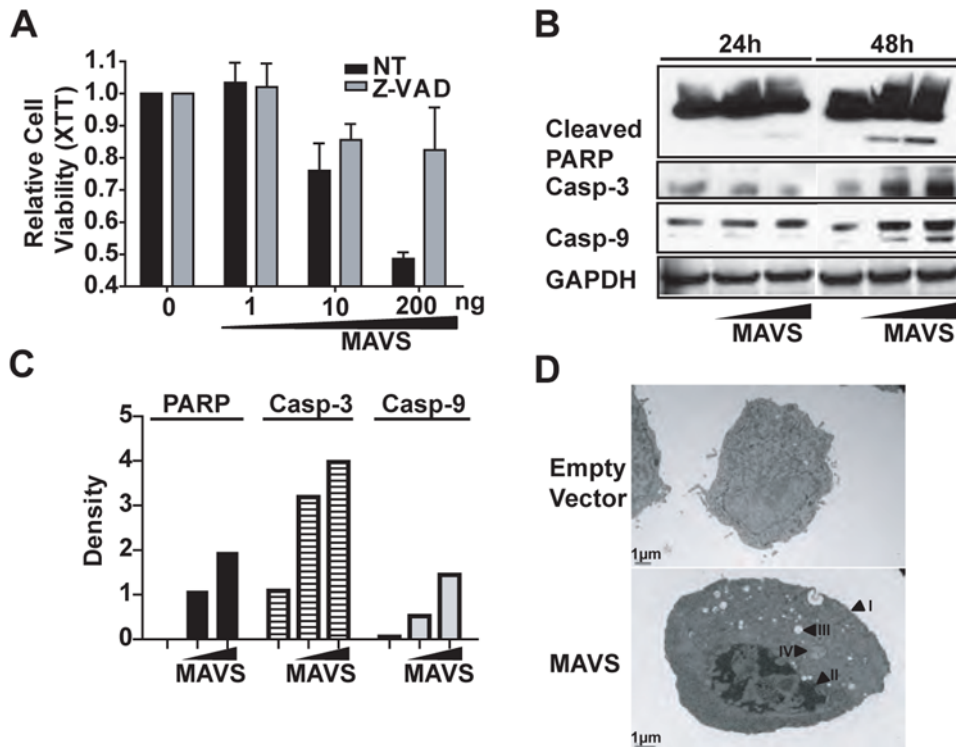 A
Relative Cell
Viability (XTT)
1.1
1.0
0.9
0.8
0.7
0.6
0.5
0.4
NT
Z-VAD
0 1 10 200 ng
MAVS
B
24h 48h
Cleaved
PARP
Casp-3
Casp-9
GAPDH
MAVS MAVS
C
PARP Casp-3 Casp-9
Density
5
4
3
2
1
0
MAVS MAVS MAVS
D
Empty
Vector
1µm
MAVS
I
III
IV
II
1µm